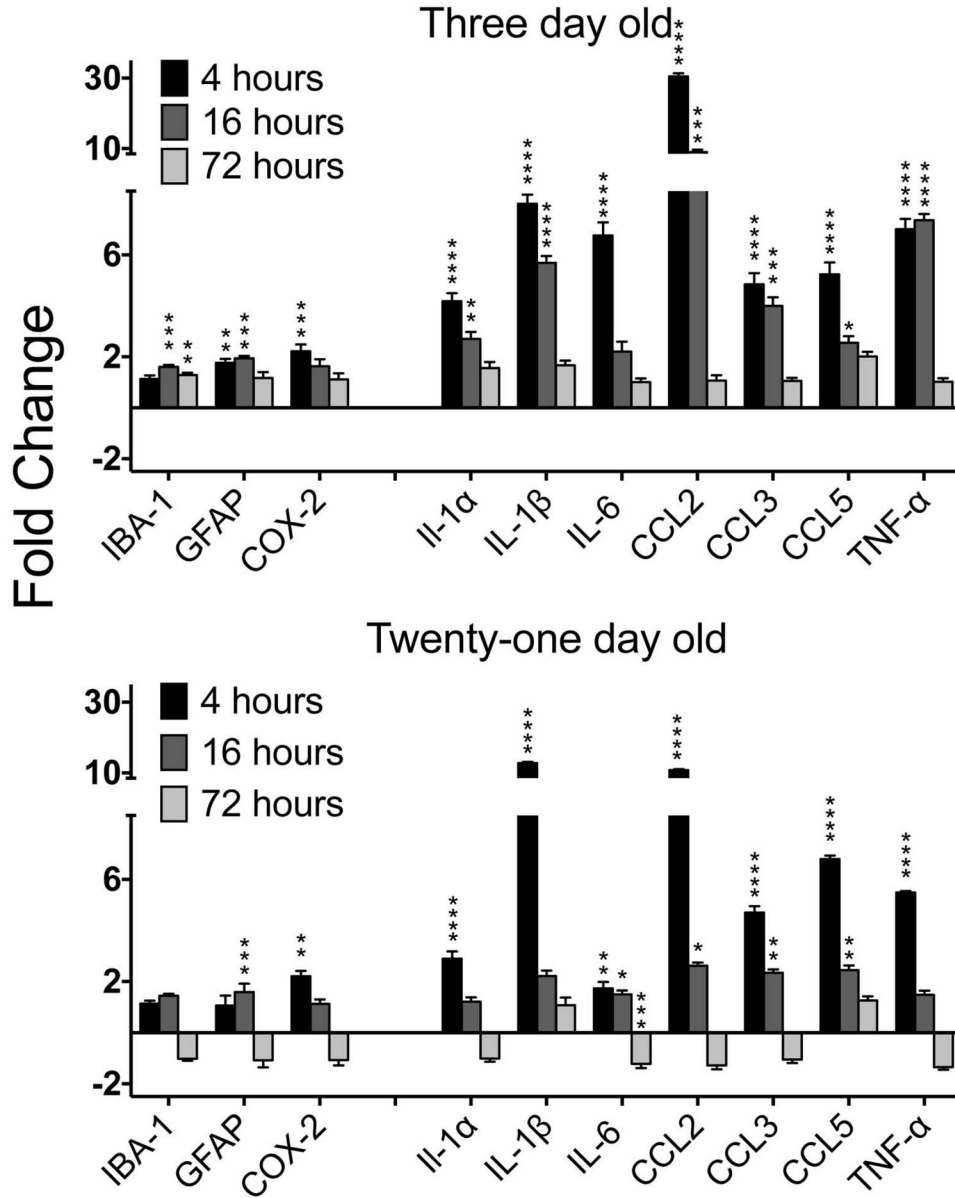 Three day old
Fold Change
30
10
6
2
-2
4 hours
16 hours
72 hours
*** ** ** *** *** **** ** **** **** **** **** *** **** *** **** * **** ****
IBA-1 GFAP COX-2 Il-1α IL-1β IL-6 CCL2 CCL3 CCL5 TNF-α
Twenty-one day old
30
10
6
2
-2
4 hours
16 hours
72 hours
*** ** **** **** ** * *** **** * **** ** **** ** ****
IBA-1 GFAP COX-2 Il-1α IL-1β IL-6 CCL2 CCL3 CCL5 TNF-α